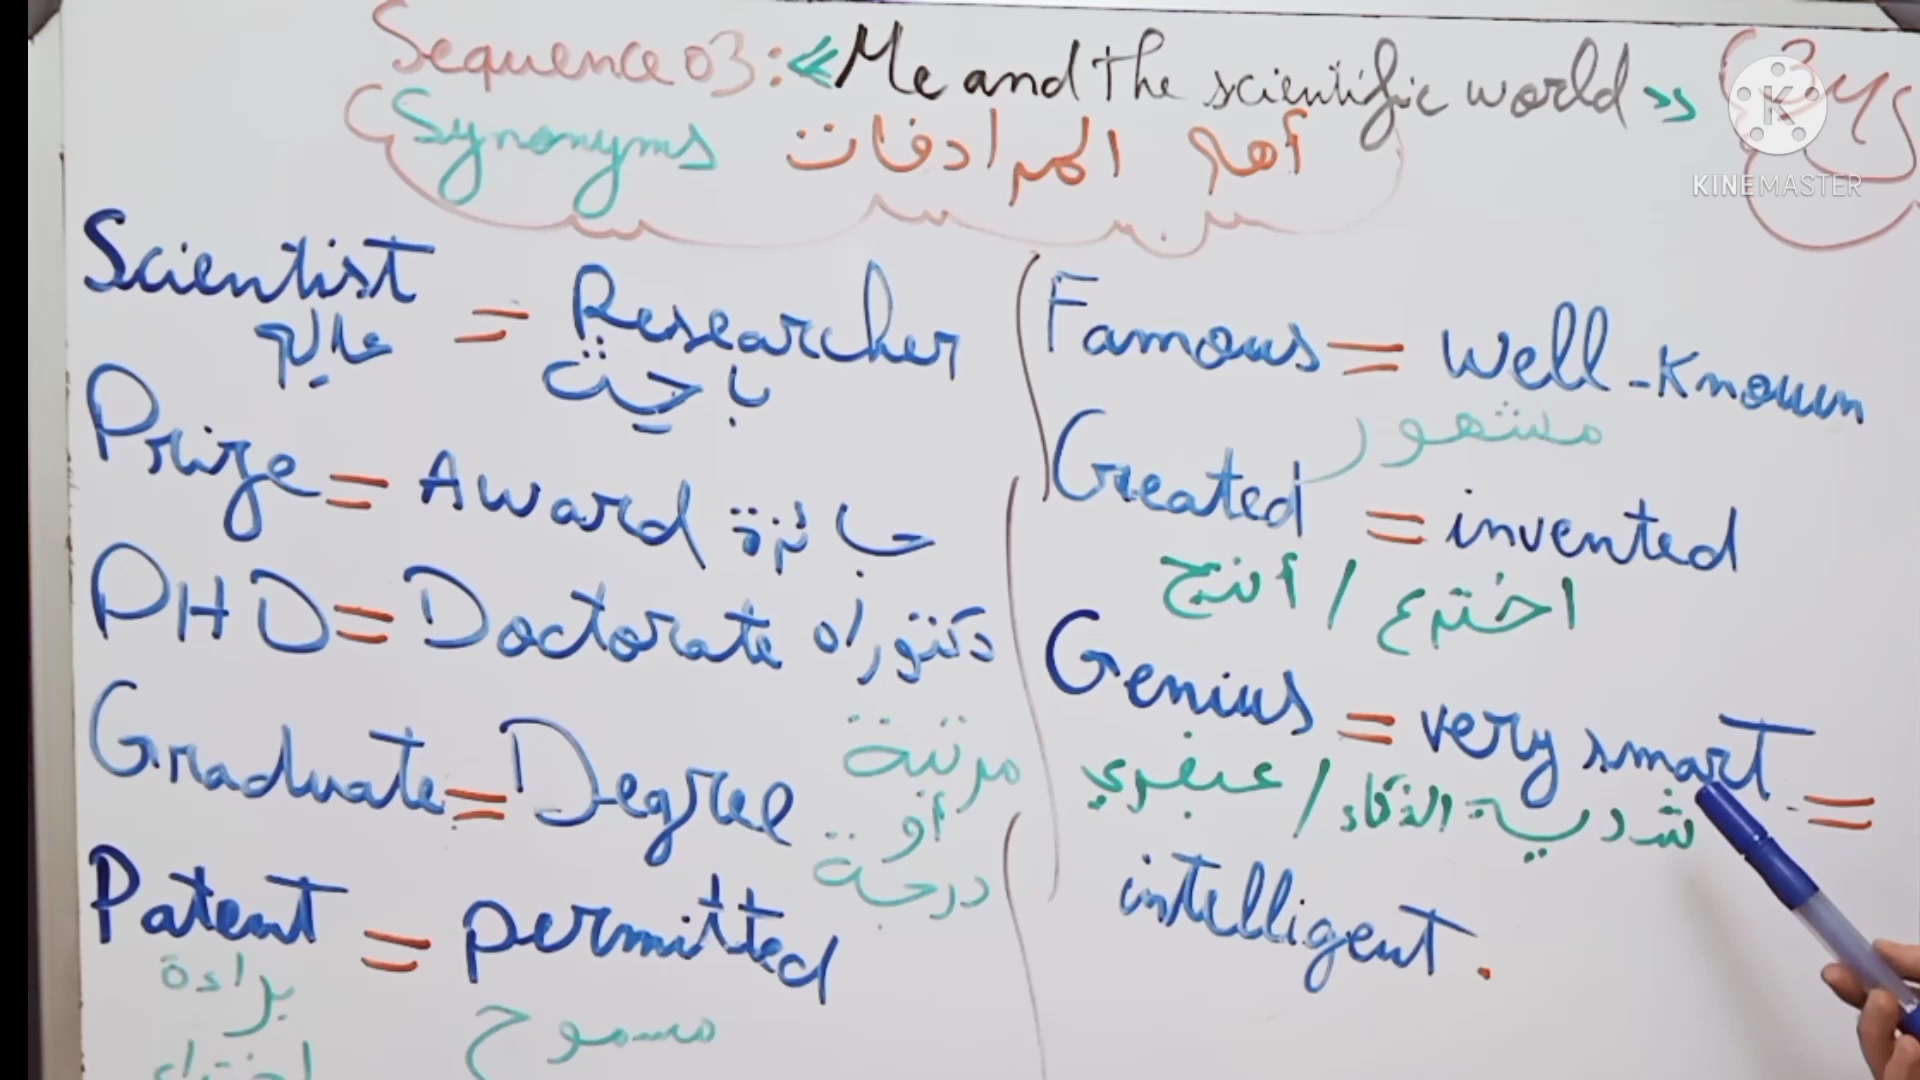 Sequence 03: «Me and the scientific world»
Synonyms أهم المرادفات
KINEMASTER
Scientist = Researcher
عالم باحث
Prize = Award جائزة
PHD = Doctorate دكتوراه
Graduate = Degree مرتبة
أو
درجة
Patent = permitted
براءة مسموح
Famous = well-Known
مشهور
Created = invented
اخترع / أنتج
Genius = very smart =
شديد الذكاء / عبقري
intelligent.